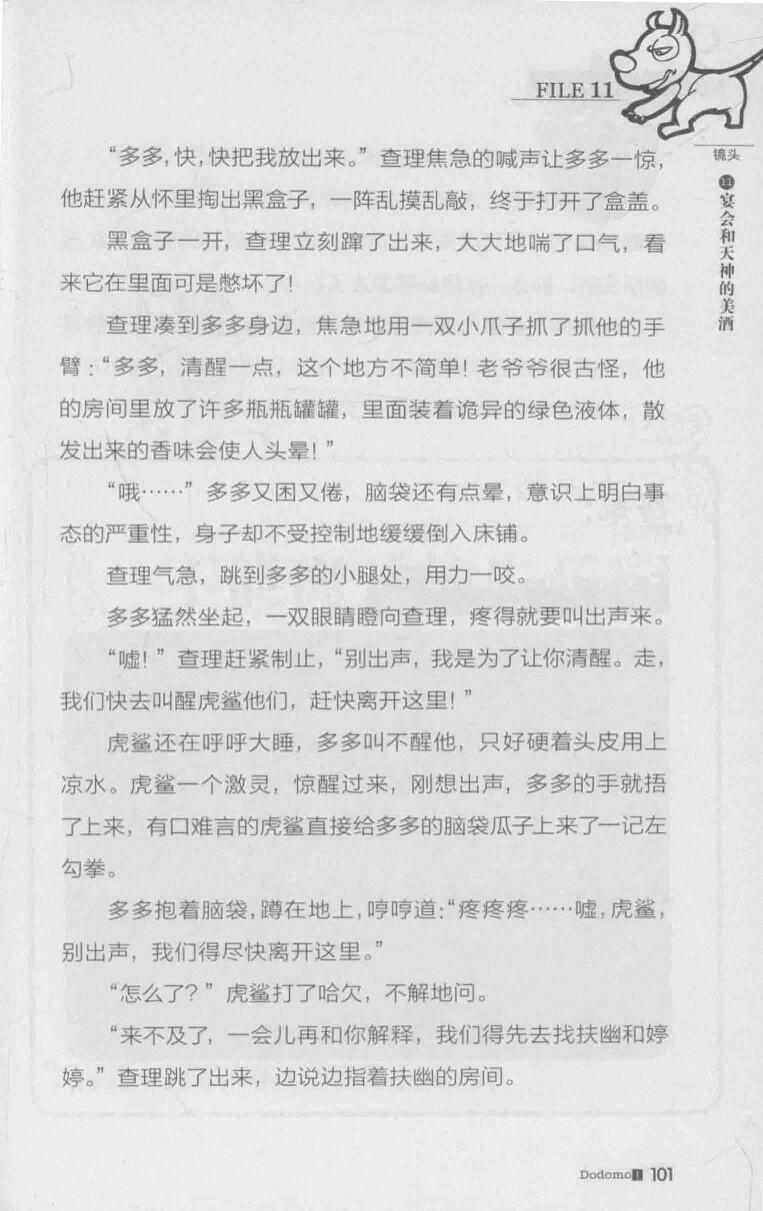 FILE 11
镜头
11 宴会和天神的美酒
“多多,快,快把我放出来。”查理焦急的喊声让多多一惊,
他赶紧从怀里掏出黑盒子,一阵乱摸乱敲,终于打开了盒盖。
黑盒子一开,查理立刻蹿了出来,大大地喘了口气,看
来它在里面可是憋坏了!
查理凑到多多身边,焦急地用一双小爪子抓了抓他的手
臂:“多多,清醒一点,这个地方不简单!老爷爷很古怪,他
的房间里放了许多瓶瓶罐罐,里面装着诡异的绿色液体,散
发出来的香味会使人头晕!”
“哦……”多多又困又倦,脑袋还有点晕,意识上明白事
态的严重性,身子却不受控制地缓缓倒入床铺。
查理气急,跳到多多的小腿处,用力一咬。
多多猛然坐起,一双眼睛瞪向查理,疼得就要叫出声来。
“嘘!”查理赶紧制止,“别出声,我是为了让你清醒。走,
我们快去叫醒虎鲨他们,赶快离开这里!”
虎鲨还在呼呼大睡,多多叫不醒他,只好硬着头皮用上
凉水。虎鲨一个激灵,惊醒过来,刚想出声,多多的手就捂
了上来,有口难言的虎鲨直接给多多的脑袋瓜子上来了一记左
勾拳。
多多抱着脑袋,蹲在地上,哼哼道:“疼疼疼……嘘,虎鲨,
别出声,我们得尽快离开这里。”
“怎么了?”虎鲨打了哈欠,不解地问。
“来不及了,一会儿再和你解释,我们得先去找扶幽和婷
婷。”查理跳了出来,边说边指着扶幽的房间。
Dodomo 1 101